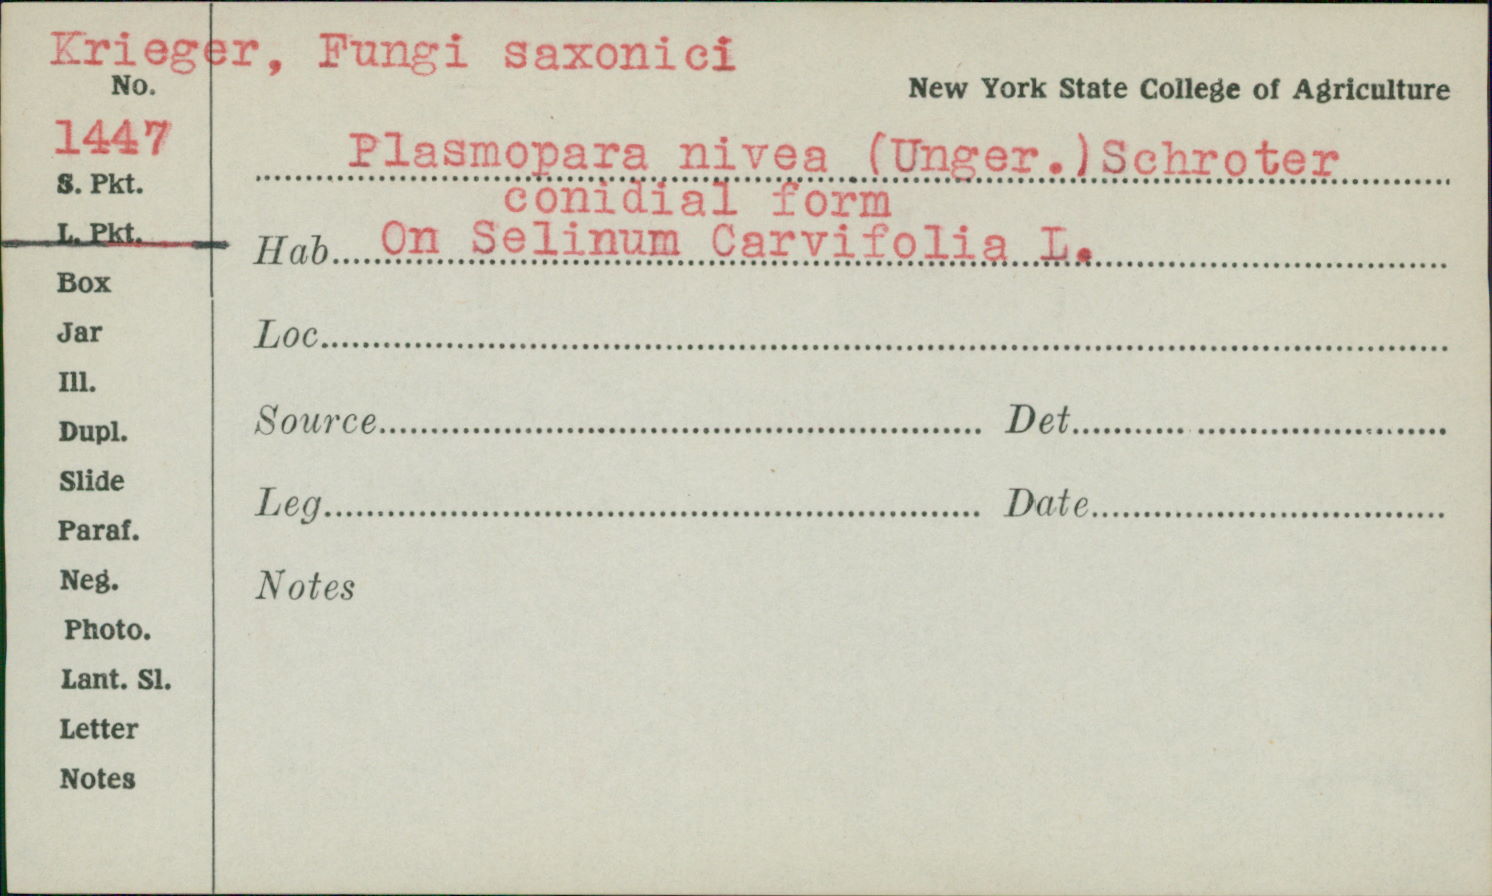 Krieger, Fungi saxonici
No.
New York State College of Agriculture
1447
Plasmopara nivea (Unger.)Schroter
S. Pkt.
conidial form
L. Pkt.
Hab. On Selinum Carvifolia L.
Box
Jar
Loc.
Ill.
Dupl.
Source Det.
Slide
Leg. Date
Paraf.
Neg.
Notes
Photo.
Lant. Sl.
Letter
Notes